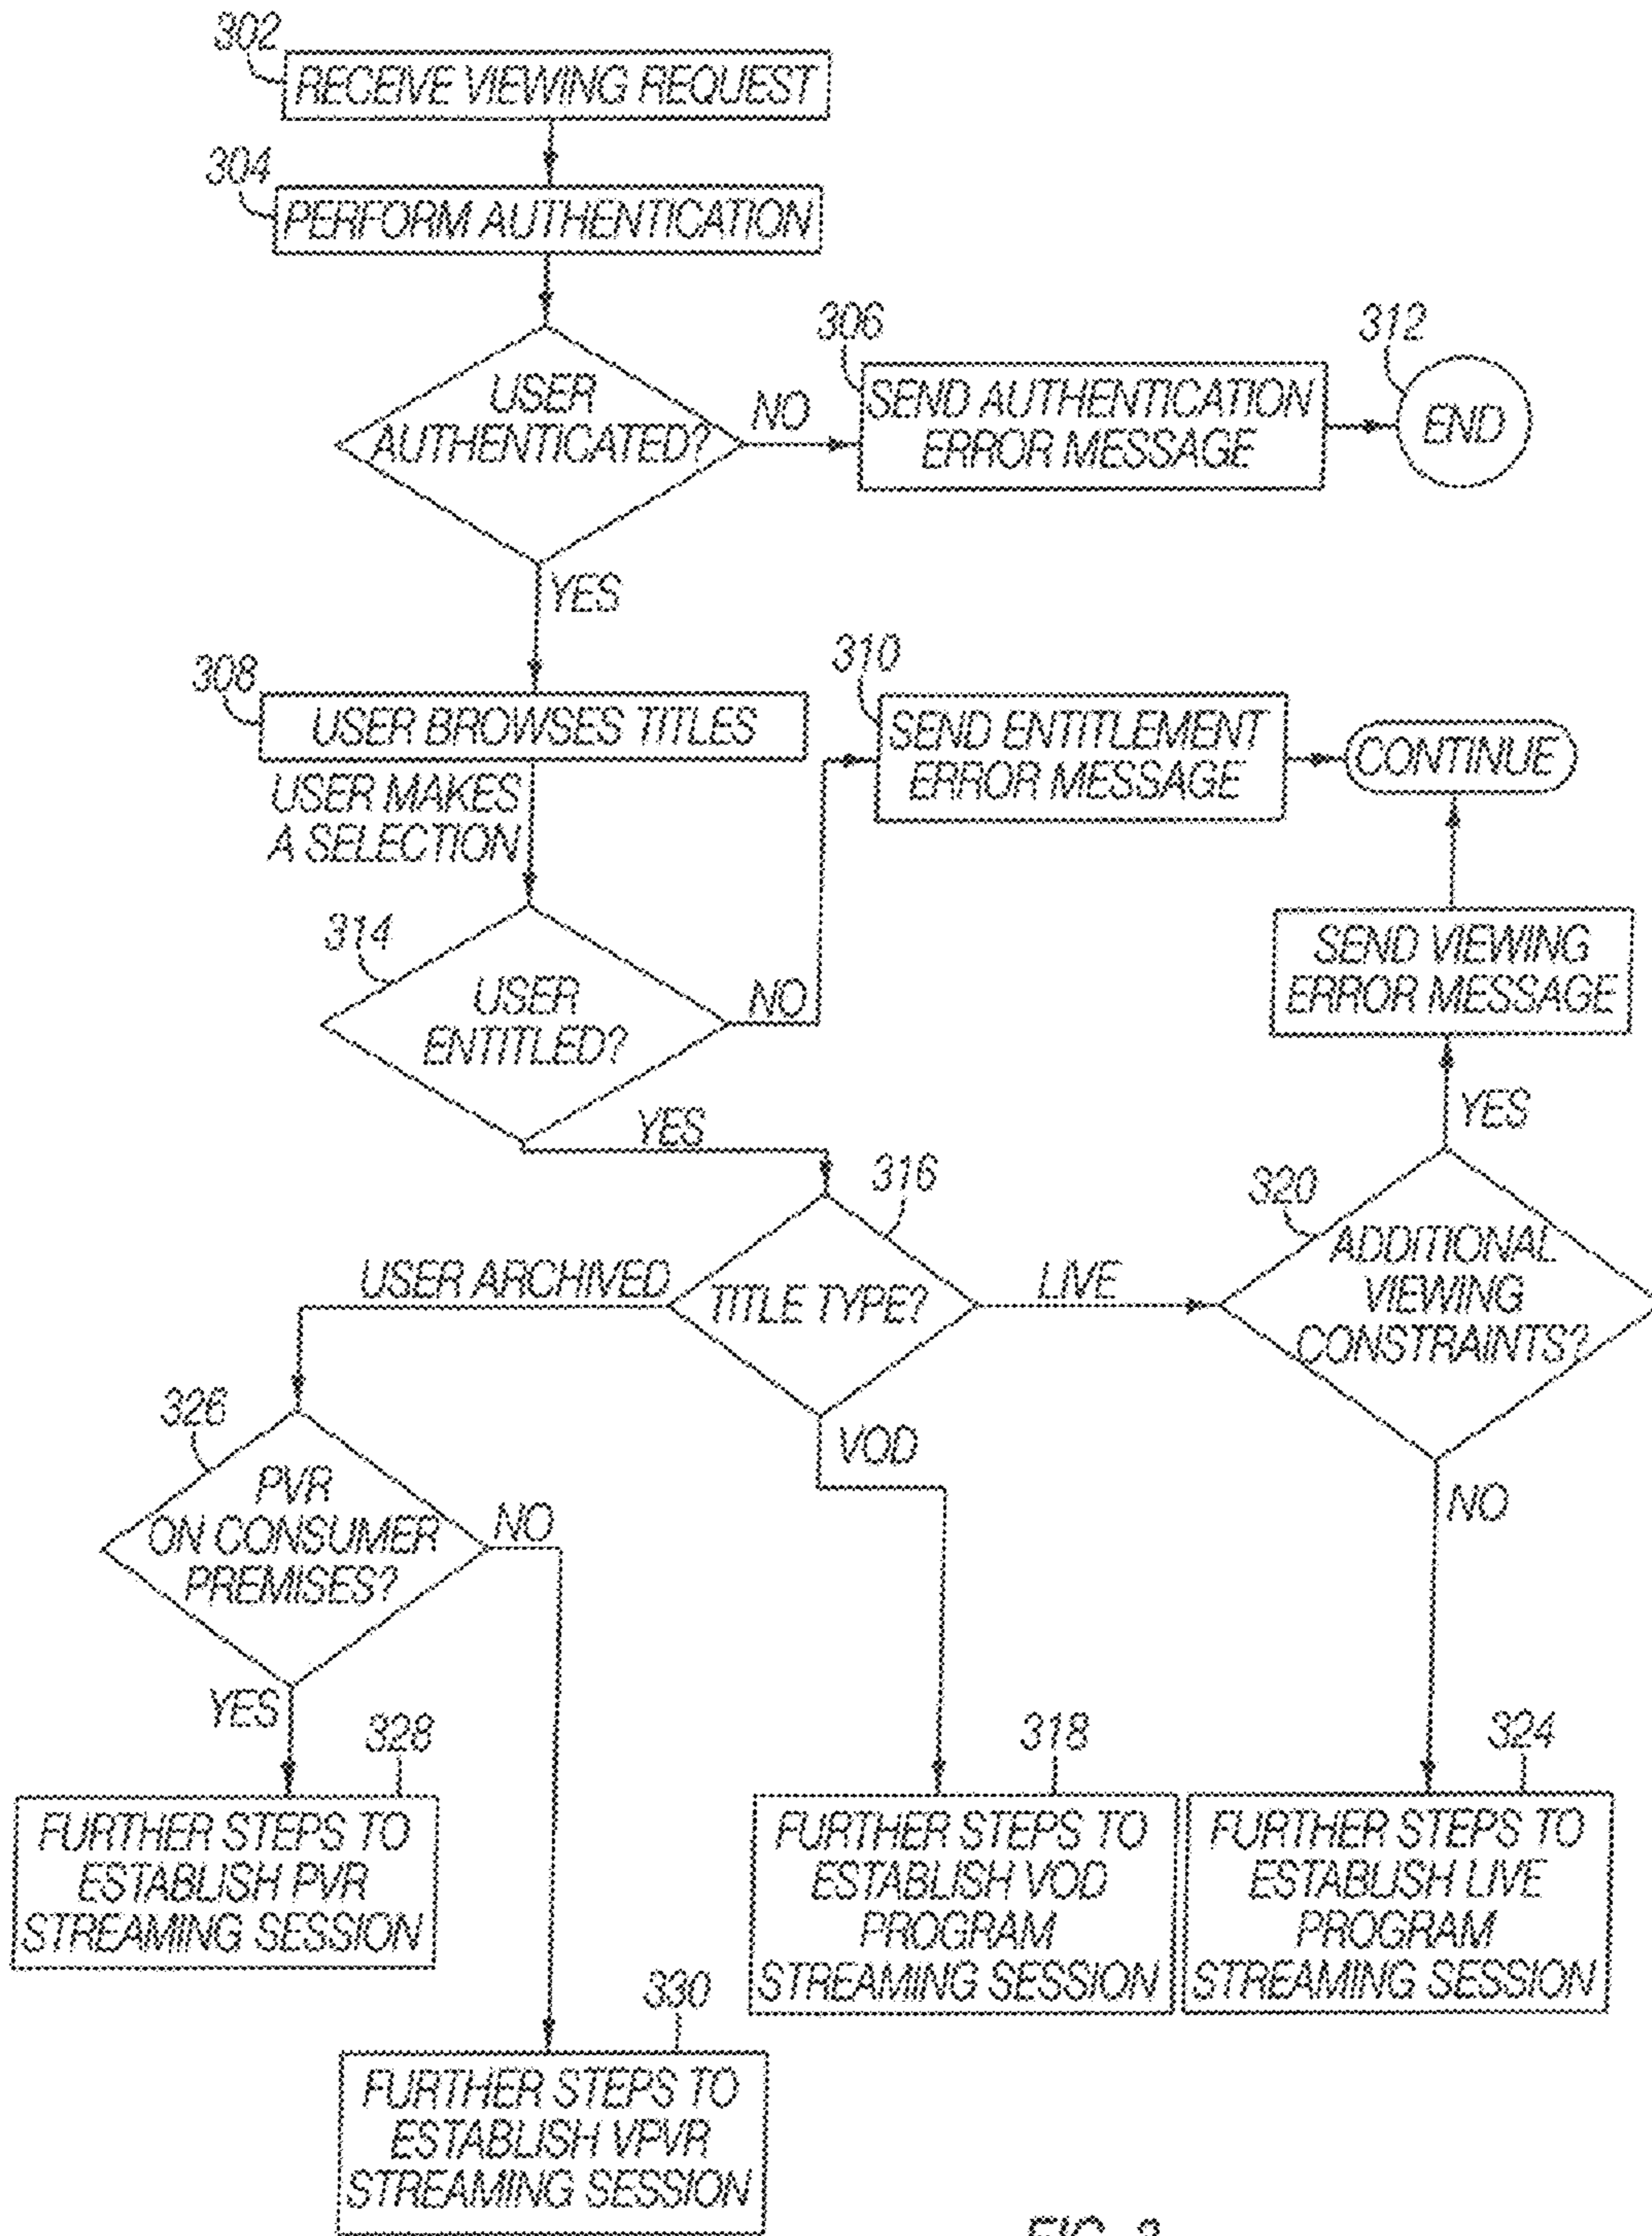 302
RECEIVE VIEWING REQUEST
304
PERFORM AUTHENTICATION
USER
AUTHENTICATED?
NO
306
SEND AUTHENTICATION
ERROR MESSAGE
312
END
YES
308
USER BROWSES TITLES
310
SEND ENTITLEMENT
ERROR MESSAGE
CONTINUE
USER MAKES
A SELECTION
314
USER
ENTITLED?
NO
SEND VIEWING
ERROR MESSAGE
YES
YES
316
320
ADDITIONAL
VIEWING
CONSTRAINTS?
USER ARCHIVED
TITLE TYPE?
LIVE
VOD
NO
326
PVR
ON CONSUMER
PREMISES?
NO
YES
328
FURTHER STEPS TO
ESTABLISH PVR
STREAMING SESSION
318
FURTHER STEPS TO
ESTABLISH VOD
PROGRAM
STREAMING SESSION
324
FURTHER STEPS TO
ESTABLISH LIVE
PROGRAM
STREAMING SESSION
330
FURTHER STEPS TO
ESTABLISH VPVR
STREAMING SESSION